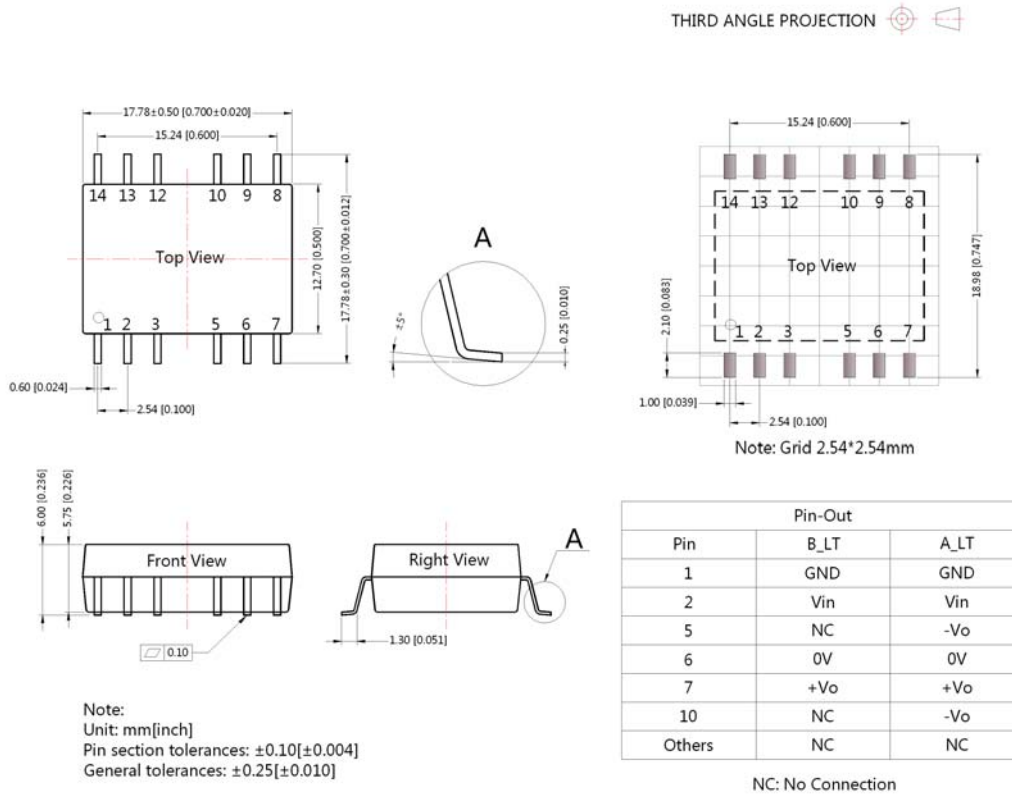 THIRD ANGLE PROJECTION
17.78±0.50 [0.700±0.020]
15.24 [0.600]
14 13 12 10 9 8
Top View
1 2 3 5 6 7
12.70 [0.500]
17.78±0.30 [0.700±0.012]
0.60 [0.024]
2.54 [0.100]
A
±5°
0.25 [0.010]
15.24 [0.600]
14 13 12 10 9 8
Top View
1 2 3 5 6 7
18.98 [0.747]
2.10 [0.083]
1.00 [0.039]
2.54 [0.100]
Note: Grid 2.54*2.54mm
6.00 [0.236]
5.75 [0.226]
Front View
0.10
Right View
A
1.30 [0.051]
Pin-Out
Pin B_LT A_LT
1 GND GND
2 Vin Vin
5 NC -Vo
6 0V 0V
7 +Vo +Vo
10 NC -Vo
Others NC NC
NC: No Connection
Note:
Unit: mm[inch]
Pin section tolerances: ±0.10[±0.004]
General tolerances: ±0.25[±0.010]